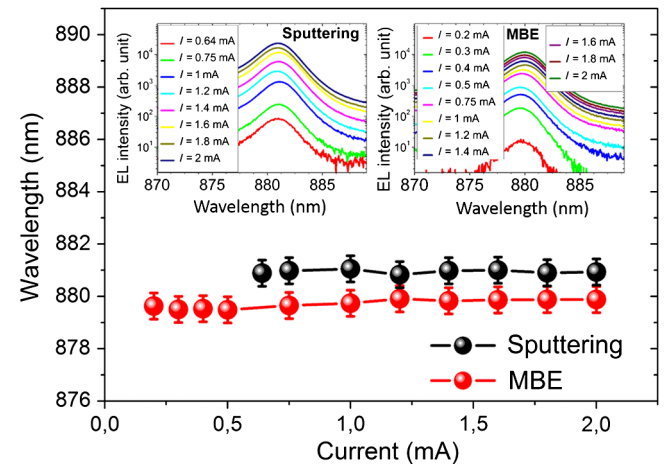 Wavelength (nm)
890
888
886
884
882
881
880
878
876
0,0
0,5
1,0
1,5
2,0
Current (mA)
Sputtering
MBE
Sputtering
EL intensity (arb. unit)
10^4
10^3
10^2
10^1
870
875
880
885
Wavelength (nm)
I = 0.64 mA
I = 0.75 mA
I = 1 mA
I = 1.2 mA
I = 1.4 mA
I = 1.6 mA
I = 1.8 mA
I = 2 mA
MBE
EL intensity (arb. unit)
10^4
10^3
10^2
10^1
870
875
880
885
Wavelength (nm)
I = 0.2 mA
I = 0.3 mA
I = 0.4 mA
I = 0.5 mA
I = 0.75 mA
I = 1 mA
I = 1.2 mA
I = 1.4 mA
I = 1.6 mA
I = 1.8 mA
I = 2 mA